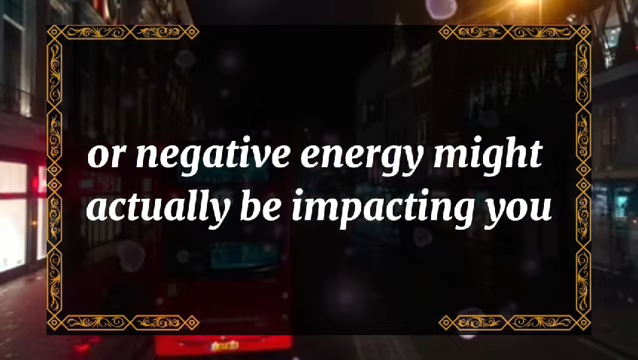 or negative energy might
actually be impacting you